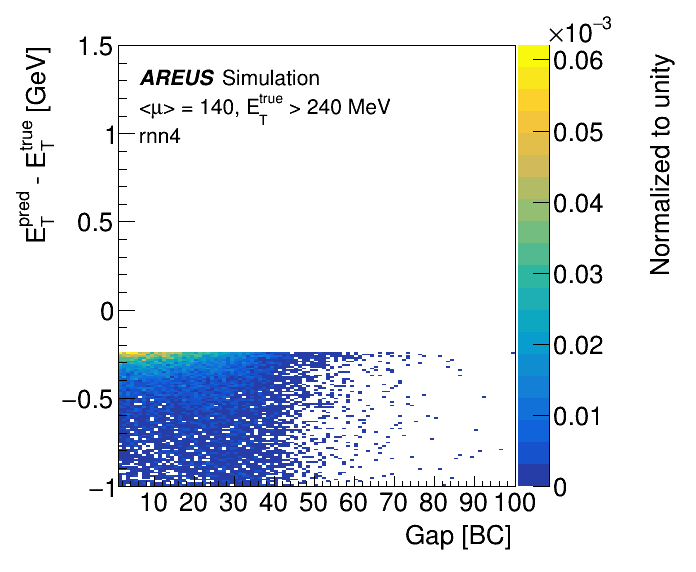 ×10⁻³
AREUS Simulation
<μ> = 140, E_T^true > 240 MeV
rnn4
E_T^pred - E_T^true [GeV]
1.5
1
0.5
0
−0.5
−1
10 20 30 40 50 60 70 80 90 100
Gap [BC]
0.06
0.05
0.04
0.03
0.02
0.01
0
Normalized to unity